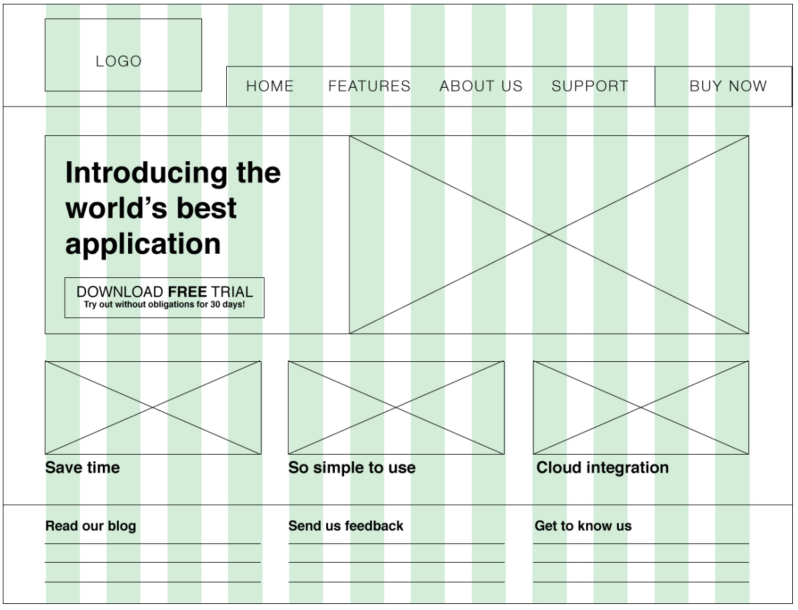 LOGO
HOME FEATURES ABOUT US SUPPORT BUY NOW
Introducing the
world’s best
application
DOWNLOAD FREE TRIAL
Try out without obligations for 30 days!
Save time
So simple to use
Cloud integration
Read our blog
Send us feedback
Get to know us